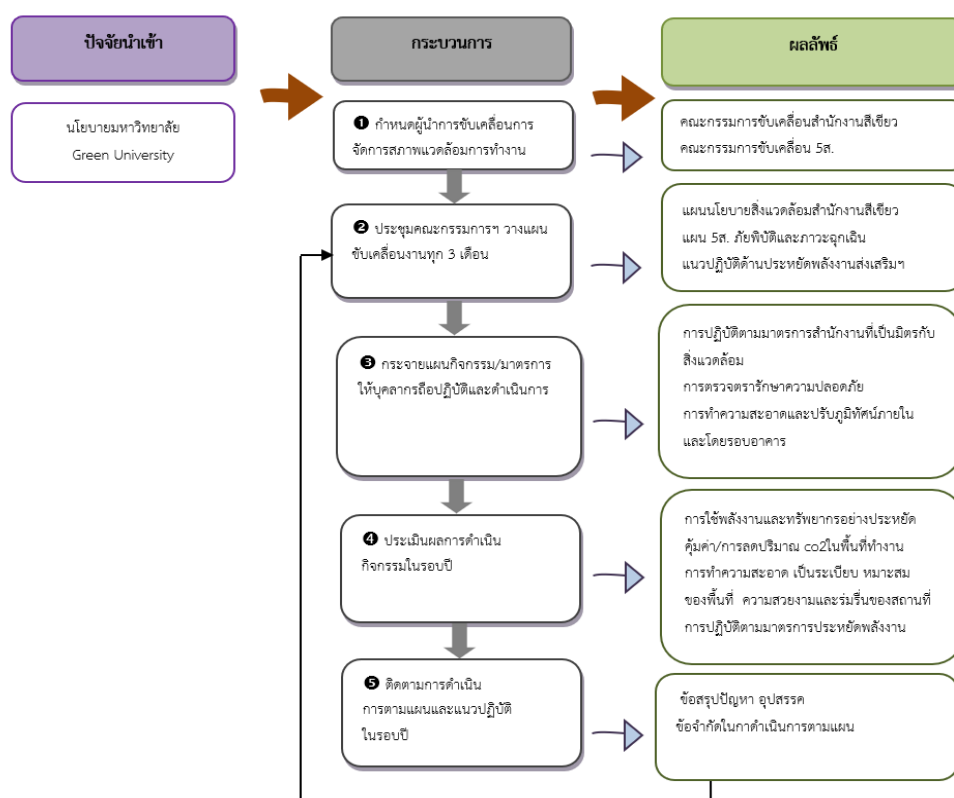 ปัจจัยนำเข้า
กระบวนการ
ผลลัพธ์
นโยบายมหาวิทยาลัย
Green University
❶ กำหนดผู้นำการขับเคลื่อนการ
จัดการสภาพแวดล้อมการทำงาน
คณะกรรมการขับเคลื่อนสำนักงานสีเขียว
คณะกรรมการขับเคลื่อน 5ส.
❷ ประชุมคณะกรรมการฯ วางแผน
ขับเคลื่อนงานทุก 3 เดือน
แผนนโยบายสิ่งแวดล้อมสำนักงานสีเขียว
แผน 5ส. ภัยพิบัติและภาวะฉุกเฉิน
แนวปฏิบัติด้านประหยัดพลังงานส่งเสริมฯ
❸ กระจายแผนกิจกรรม/มาตรการ
ให้บุคลากรถือปฏิบัติและดำเนินการ
การปฏิบัติตามมาตรการสำนักงานที่เป็นมิตรกับ
สิ่งแวดล้อม
การตรวจตรารักษาความปลอดภัย
การทำความสะอาดและปรับภูมิทัศน์ภายใน
และโดยรอบอาคาร
❹ ประเมินผลการดำเนิน
กิจกรรมในรอบปี
การใช้พลังงานและทรัพยากรอย่างประหยัด
คุ้มค่า/การลดปริมาณ co2ในพื้นที่ทำงาน
การทำความสะอาด เป็นระเบียบ หมาะสม
ของพื้นที่ ความสวยงามและร่มรื่นของสถานที่
การปฏิบัติตามมาตรการประหยัดพลังงาน
❺ ติดตามการดำเนิน
การตามแผนและแนวปฏิบัติ
ในรอบปี
ข้อสรุปปัญหา อุปสรรค
ข้อจำกัดในกาดำเนินการตามแผน